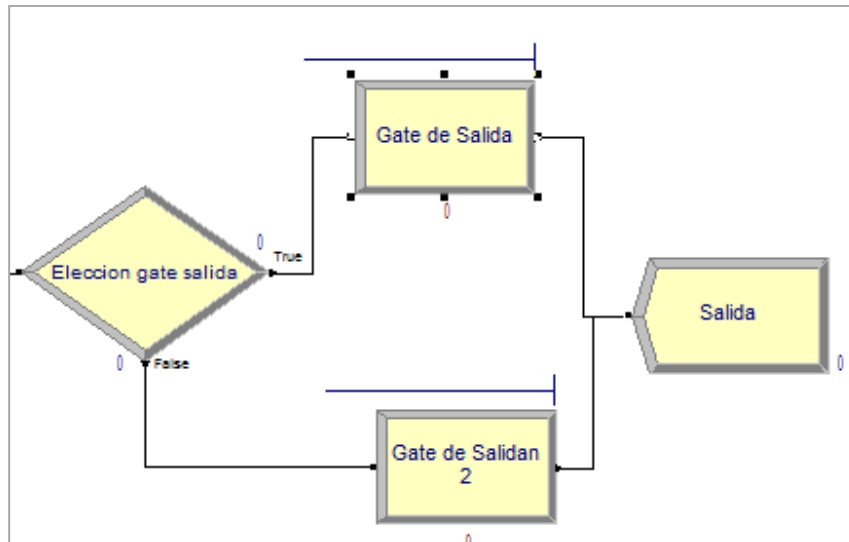 Gate de Salida
0
0
True
Eleccion gate salida
Salida
0
False
0
Gate de Salidan
2
0